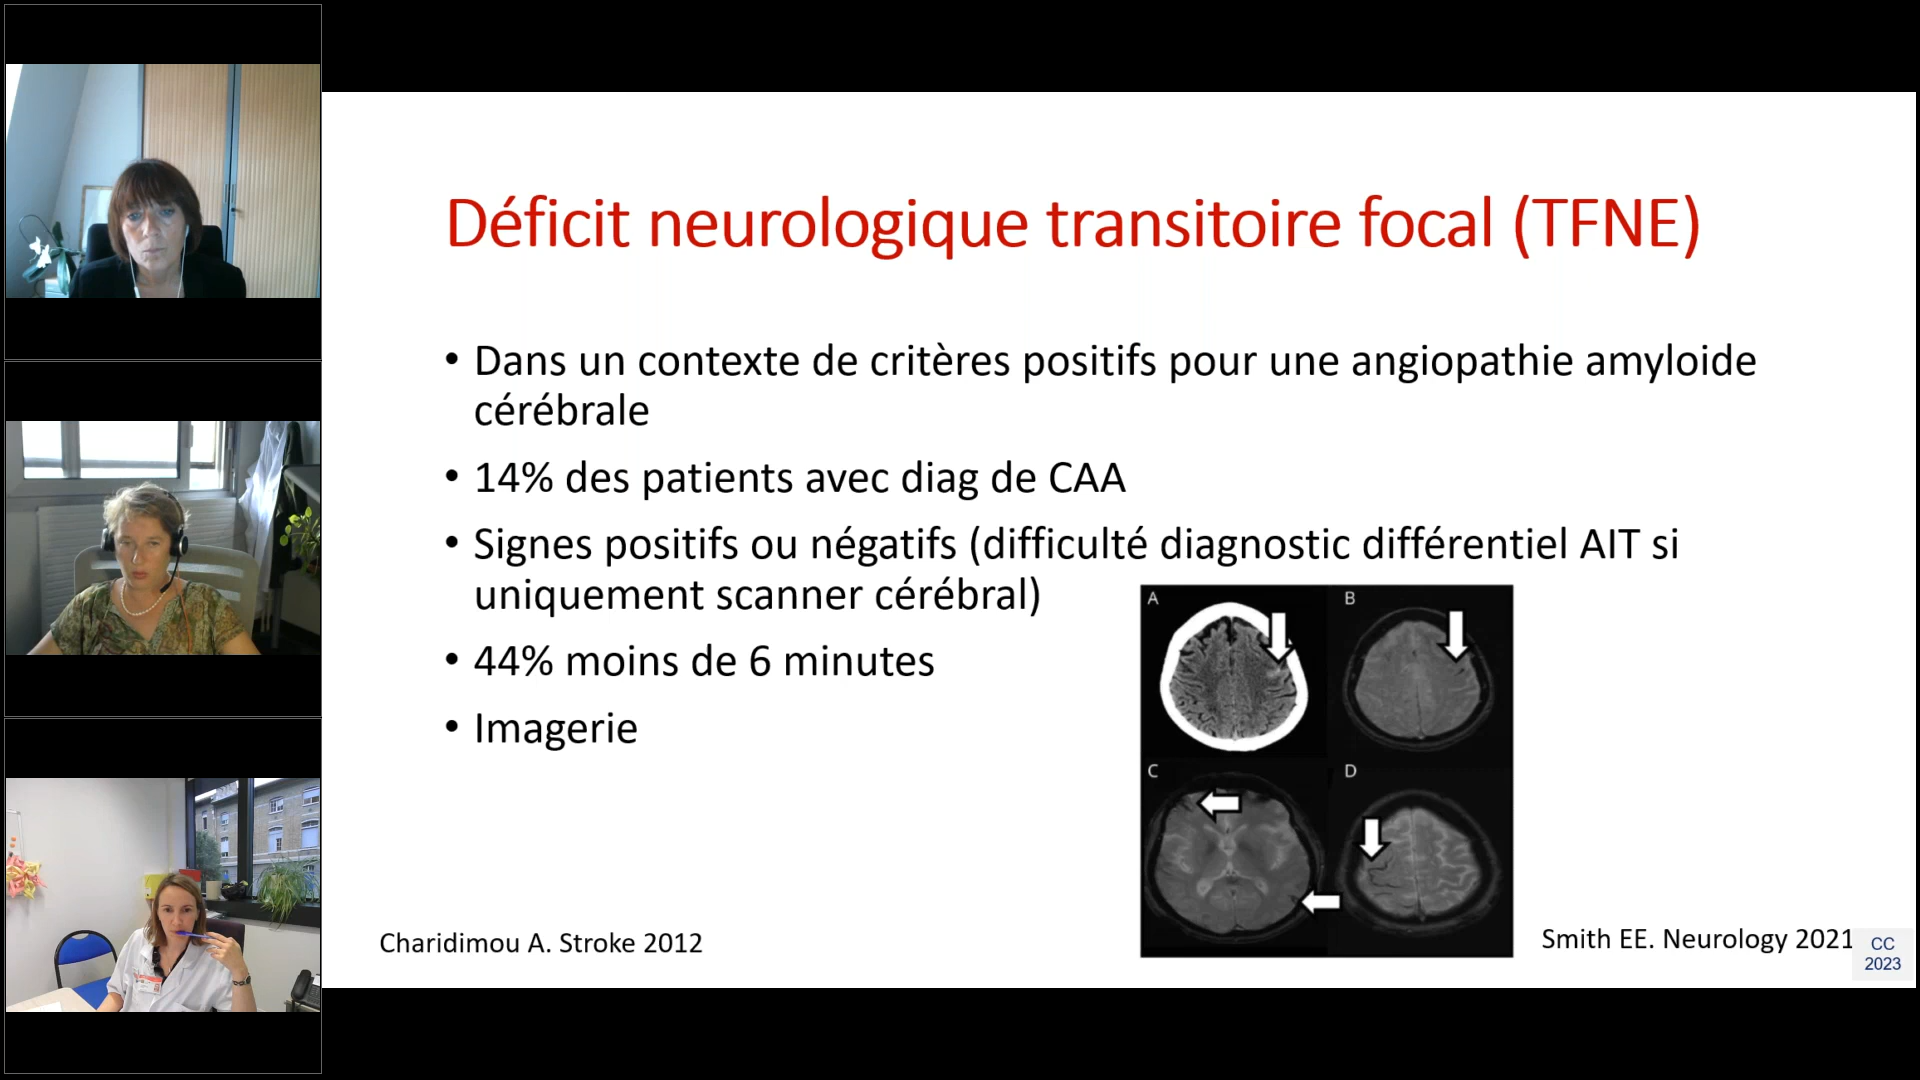 Déficit neurologique transitoire focal (TFNE)
• Dans un contexte de critères positifs pour une angiopathie amyloide
cérébrale
• 14% des patients avec diag de CAA
• Signes positifs ou négatifs (difficulté diagnostic différentiel AIT si
uniquement scanner cérébral)
• 44% moins de 6 minutes
• Imagerie
A
B
C
D
Charidimou A. Stroke 2012
Smith EE. Neurology 2021
CC
2023